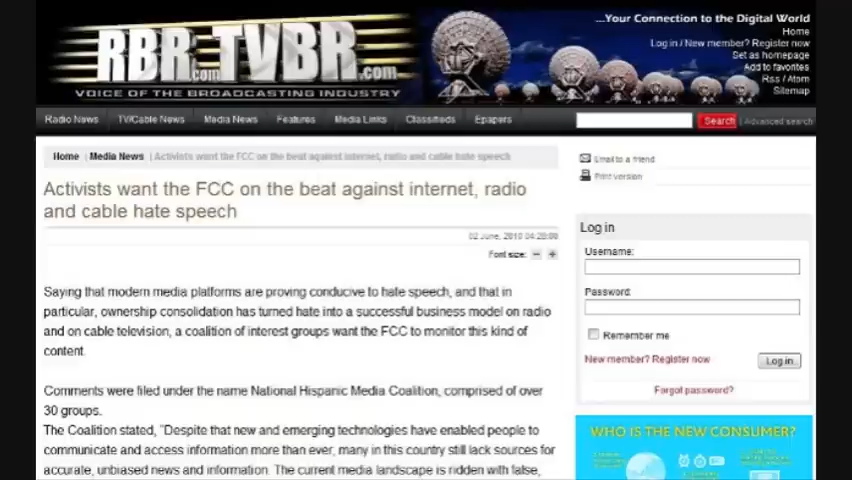 ...Your Connection to the Digital World
RBR.com TVBR.com
VOICE OF THE BROADCASTING INDUSTRY
Home
Log in / New member? Register now
Set as homepage
Add to favorites
Rss / Atom
Sitemap
Radio News TV/Cable News Media News Features Media Links Classifieds Epapers Search Advanced search
Home | Media News | Activists want the FCC on the beat against internet, radio and cable hate speech
Email to a friend
Print version
Activists want the FCC on the beat against internet, radio
and cable hate speech
02 June, 2010 04:28:00
Font size:
Log in
Username:
Password:
Remember me
New member? Register now
Log in
Forgot password?
Saying that modern media platforms are proving conducive to hate speech, and that in
particular, ownership consolidation has turned hate into a successful business model on radio
and on cable television, a coalition of interest groups want the FCC to monitor this kind of
content.
Comments were filed under the name National Hispanic Media Coalition, comprised of over
30 groups.
The Coalition stated, "Despite that new and emerging technologies have enabled people to
communicate and access information more than ever, many in this country still lack sources for
accurate, unbiased news and information. The current media landscape is ridden with false,
WHO IS THE NEW CONSUMER?